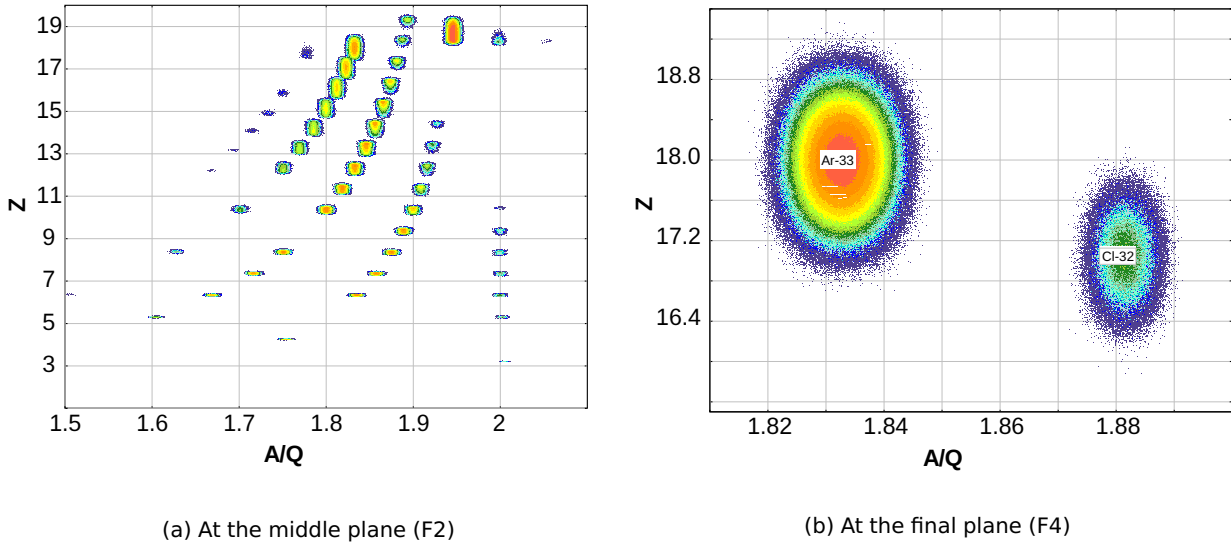 19
17
15
13
11
9
7
5
3
Z
1.5 1.6 1.7 1.8 1.9 2
A/Q
(a) At the middle plane (F2)
18.8
18.0
17.2
16.4
Z
Ar-33
Cl-32
1.82 1.84 1.86 1.88
A/Q
(b) At the final plane (F4)